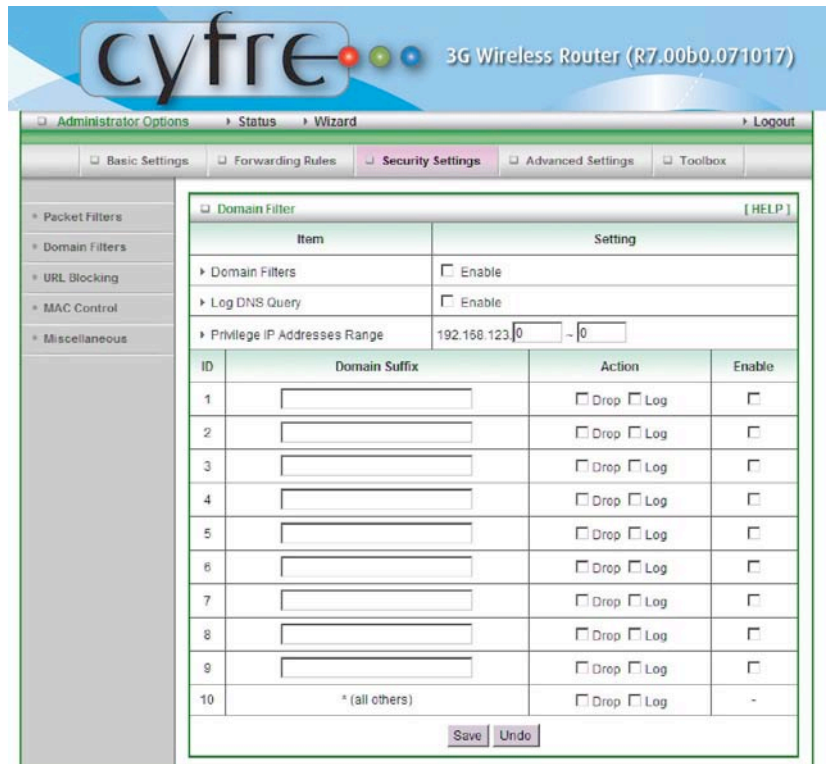 cyfre 3G Wireless Router (R7.00b0.071017)
Administrator Options Status Wizard Logout
Basic Settings Forwarding Rules Security Settings Advanced Settings Toolbox
Packet Filters
Domain Filters
URL Blocking
MAC Control
Miscellaneous
Domain Filter [HELP]
Item Setting
Domain Filters Enable
Log DNS Query Enable
Privilege IP Addresses Range 192.168.123.0 ~ 0
ID Domain Suffix Action Enable
1 Drop Log
2 Drop Log
3 Drop Log
4 Drop Log
5 Drop Log
6 Drop Log
7 Drop Log
8 Drop Log
9 Drop Log
10 * (all others) Drop Log -
Save Undo